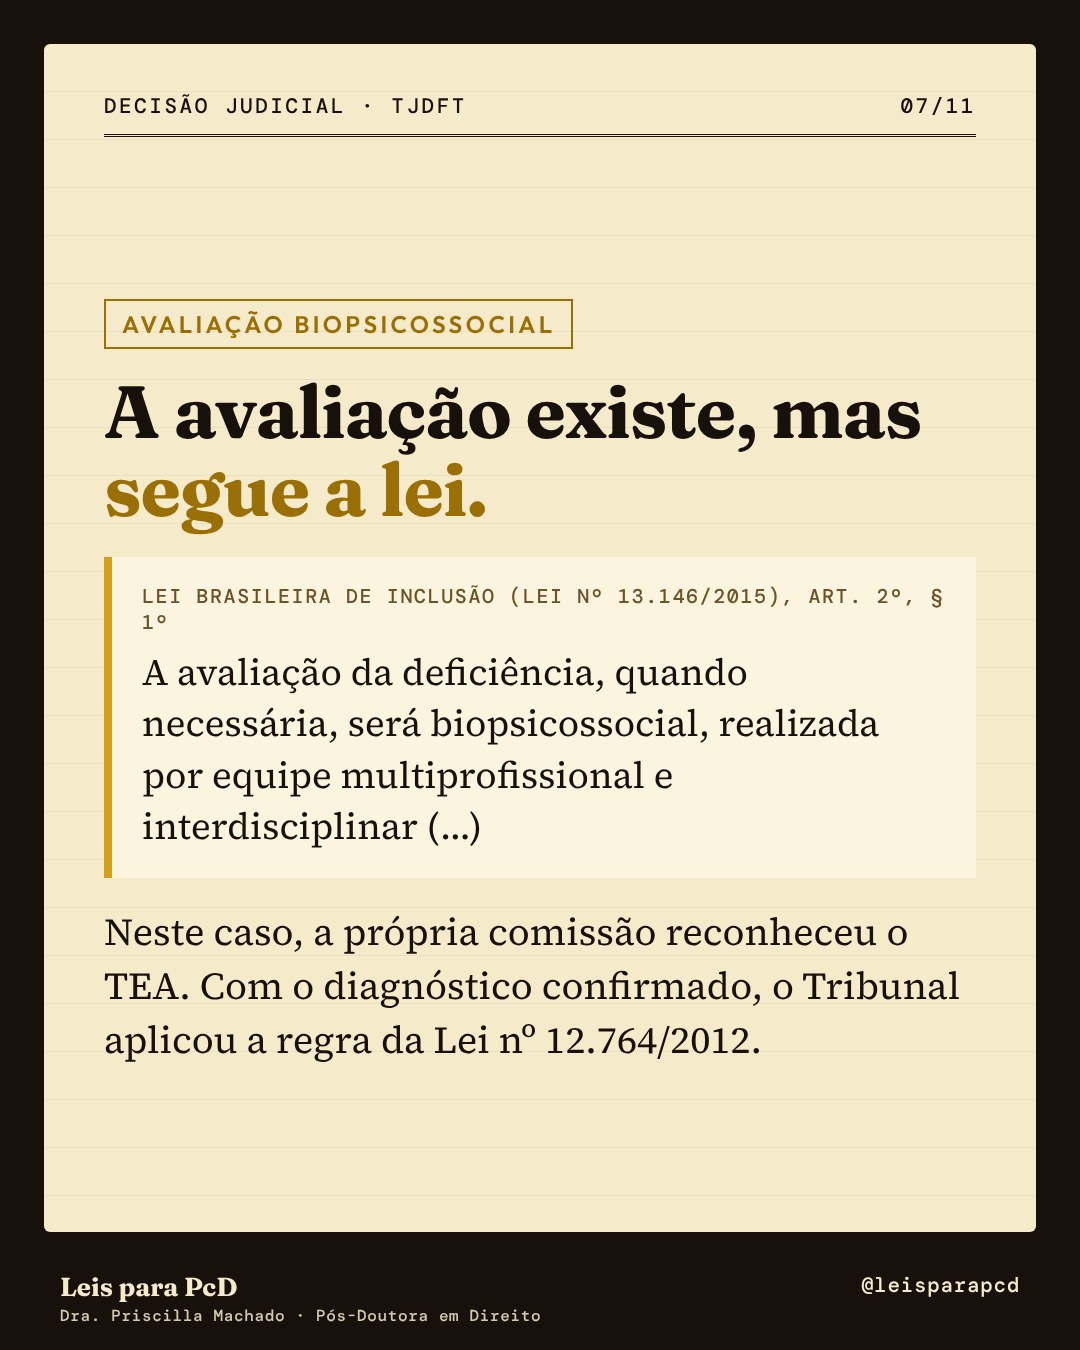 DECISÃO JUDICIAL · TJDFT
07/11
AVALIAÇÃO BIOPSICOSSOCIAL
A avaliação existe, mas
segue a lei.
LEI BRASILEIRA DE INCLUSÃO (LEI Nº 13.146/2015), ART. 2º, §
1º
A avaliação da deficiência, quando
necessária, será biopsicossocial, realizada
por equipe multiprofissional e
interdisciplinar (...)
Neste caso, a própria comissão reconheceu o
TEA. Com o diagnóstico confirmado, o Tribunal
aplicou a regra da Lei nº 12.764/2012.
Leis para PcD
@leisparapcd
Dra. Priscilla Machado · Pós-Doutora em Direito